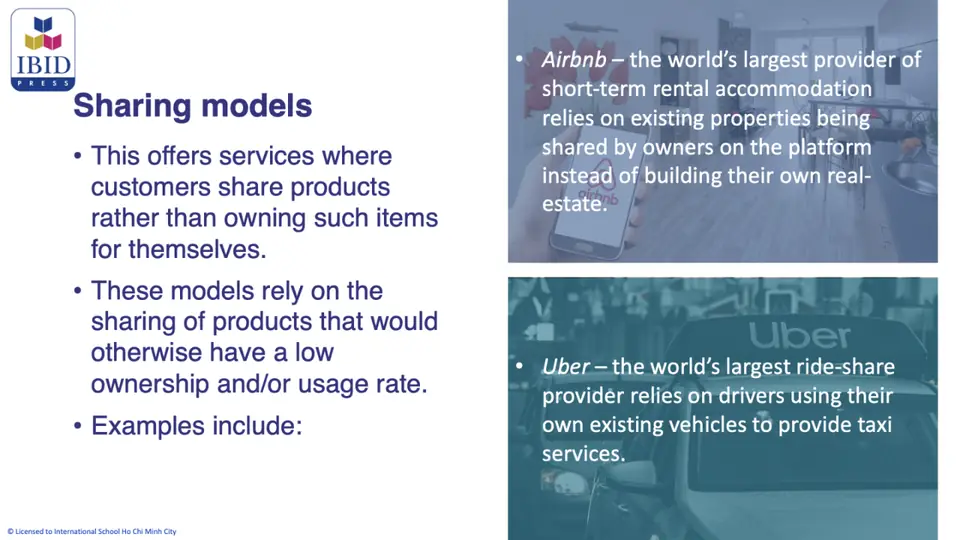 IBID
PRESS
Sharing models
• This offers services where
customers share products
rather than owning such items
for themselves.
• These models rely on the
sharing of products that would
otherwise have a low
ownership and/or usage rate.
• Examples include:
• Airbnb – the world’s largest provider of
short-term rental accommodation
relies on existing properties being
shared by owners on the platform
instead of building their own real-
estate.
airbnb
Uber
• Uber – the world’s largest ride-share
provider relies on drivers using their
own existing vehicles to provide taxi
services.
© Licensed to International School Ho Chi Minh City